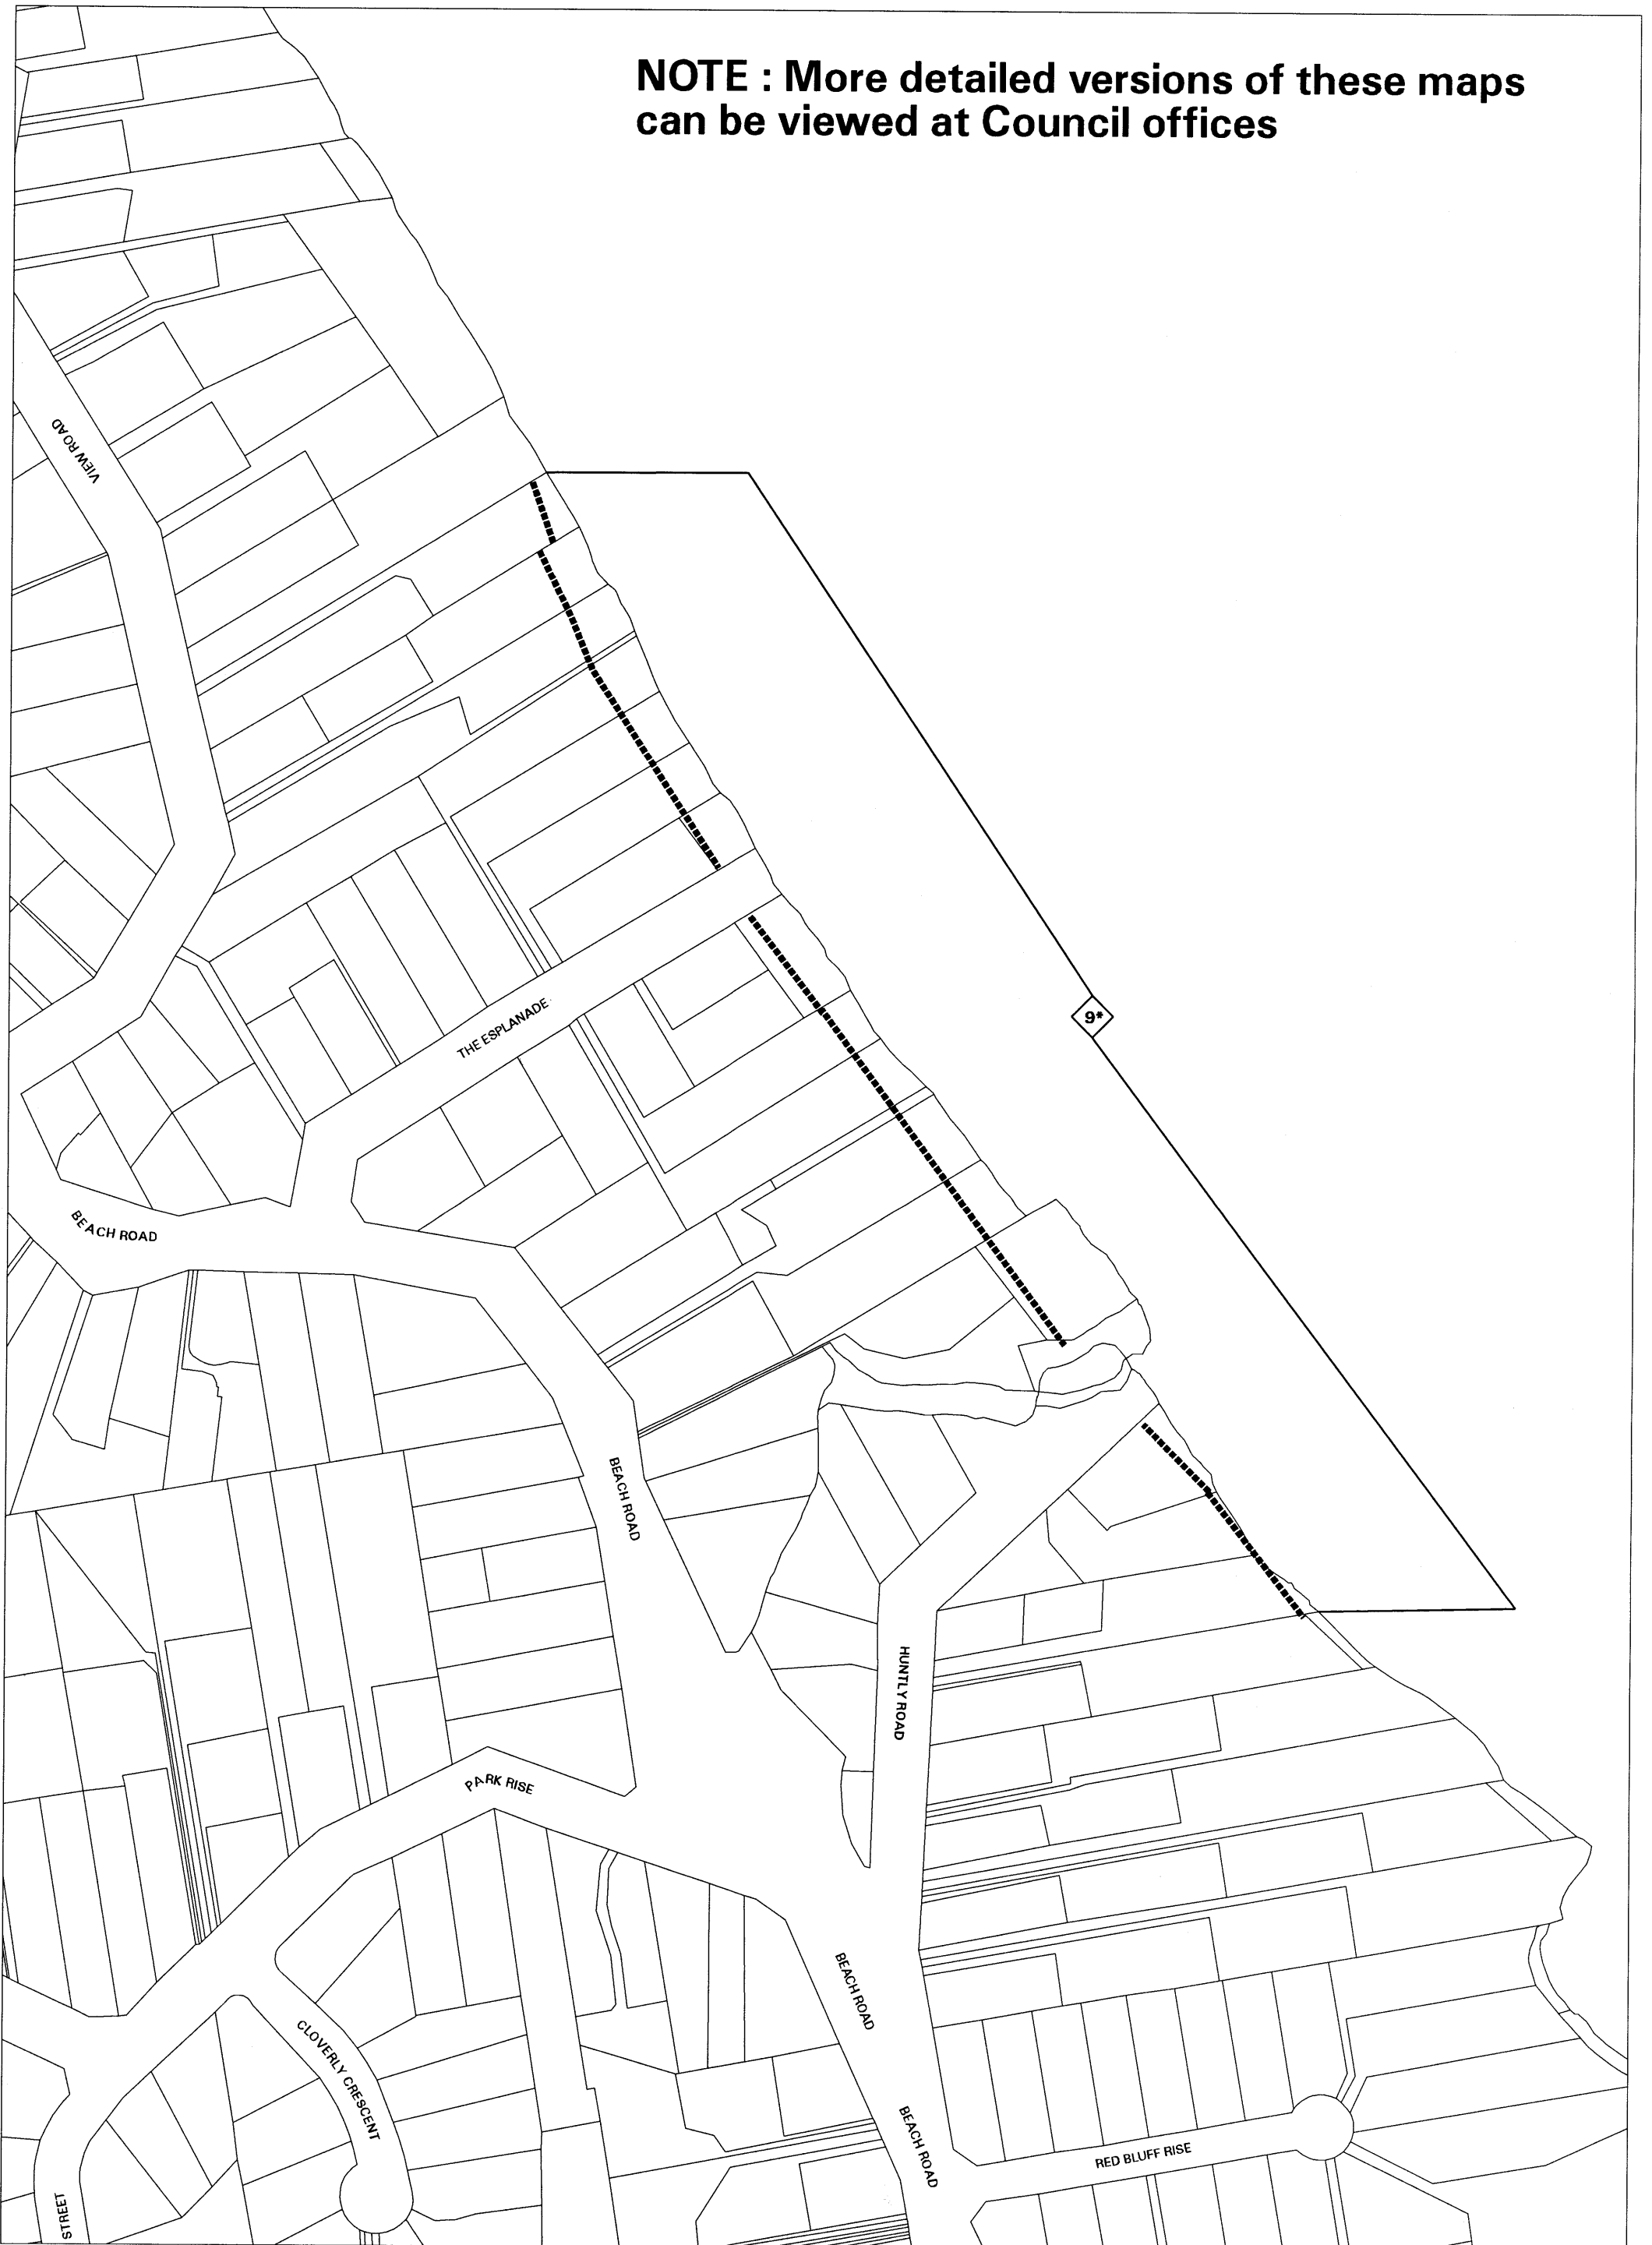 NOTE : More detailed versions of these maps
can be viewed at Council offices
VIEW ROAD
9*
THE ESPLANADE
BEACH ROAD
BEACH ROAD
HUNTLY ROAD
PARK RISE
BEACH ROAD
CLOVERLY CRESCENT
BEACH ROAD
RED BLUFF RISE
STREET